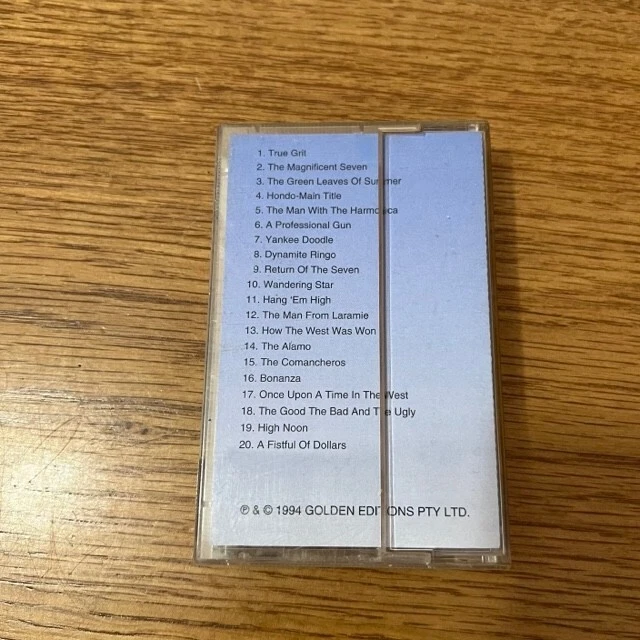 1. True Grit
2. The Magnificent Seven
3. The Green Leaves Of Summer
4. Hondo-Main Title
5. The Man With The Harmonica
6. A Professional Gun
7. Yankee Doodle
8. Dynamite Ringo
9. Return Of The Seven
10. Wandering Star
11. Hang 'Em High
12. The Man From Laramie
13. How The West Was Won
14. The Alamo
15. The Comancheros
16. Bonanza
17. Once Upon A Time In The West
18. The Good The Bad And The Ugly
19. High Noon
20. A Fistful Of Dollars
℗ & © 1994 GOLDEN EDITIONS PTY LTD.